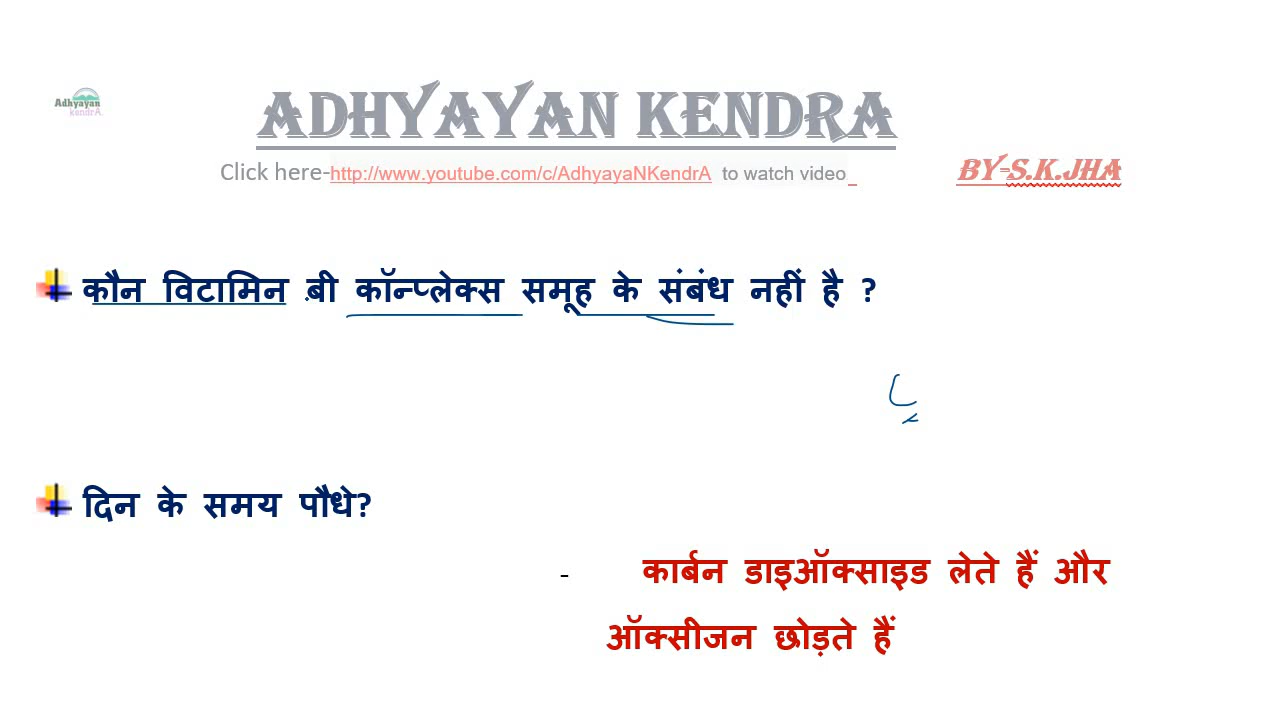 Adhyayan
kendrA
ADHYAYAN KENDRA
Click here-http://www.youtube.com/c/AdhyayaNKendrA to watch video
BY-S.K.JHA
कौन विटामिन बी कॉन्प्लेक्स समूह के संबंध नहीं है ?
दिन के समय पौधे?
- कार्बन डाइऑक्साइड लेते हैं और
ऑक्सीजन छोड़ते हैं